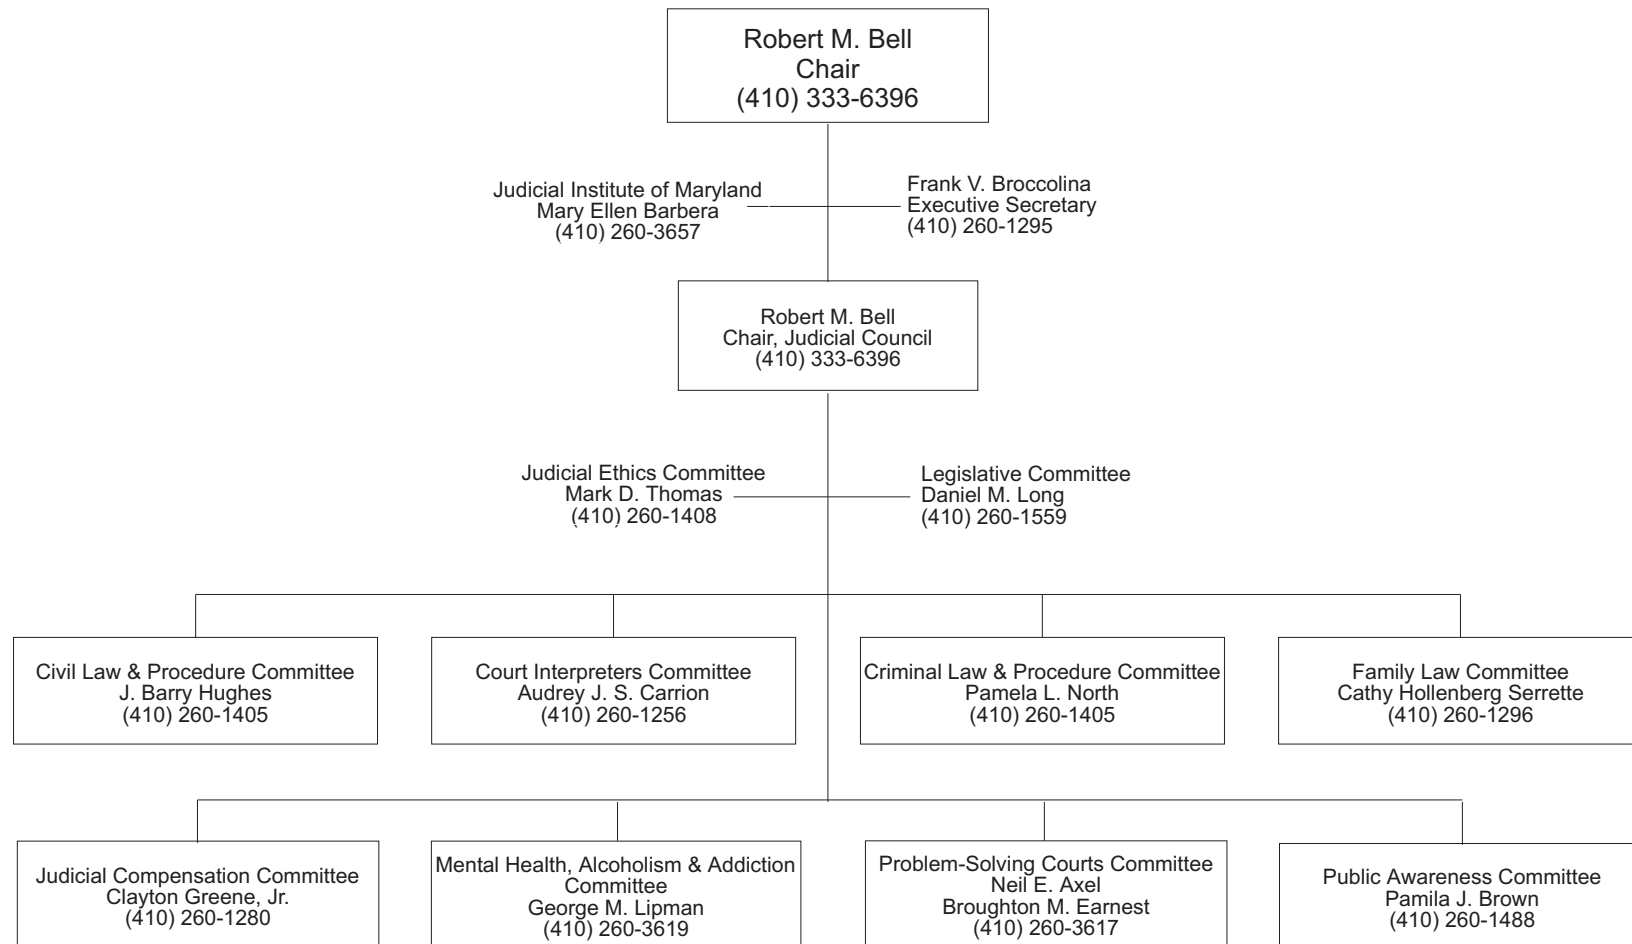 Robert M. Bell
Chair
(410) 333-6396
Judicial Institute of Maryland
Mary Ellen Barbera
(410) 260-3657
Frank V. Broccolina
Executive Secretary
(410) 260-1295
Robert M. Bell
Chair, Judicial Council
(410) 333-6396
Judicial Ethics Committee
Mark D. Thomas
(410) 260-1408
Legislative Committee
Daniel M. Long
(410) 260-1559
Civil Law & Procedure Committee
J. Barry Hughes
(410) 260-1405
Court Interpreters Committee
Audrey J. S. Carrion
(410) 260-1256
Criminal Law & Procedure Committee
Pamela L. North
(410) 260-1405
Family Law Committee
Cathy Hollenberg Serrette
(410) 260-1296
Judicial Compensation Committee
Clayton Greene, Jr.
(410) 260-1280
Mental Health, Alcoholism & Addiction
Committee
George M. Lipman
(410) 260-3619
Problem-Solving Courts Committee
Neil E. Axel
Broughton M. Earnest
(410) 260-3617
Public Awareness Committee
Pamila J. Brown
(410) 260-1488